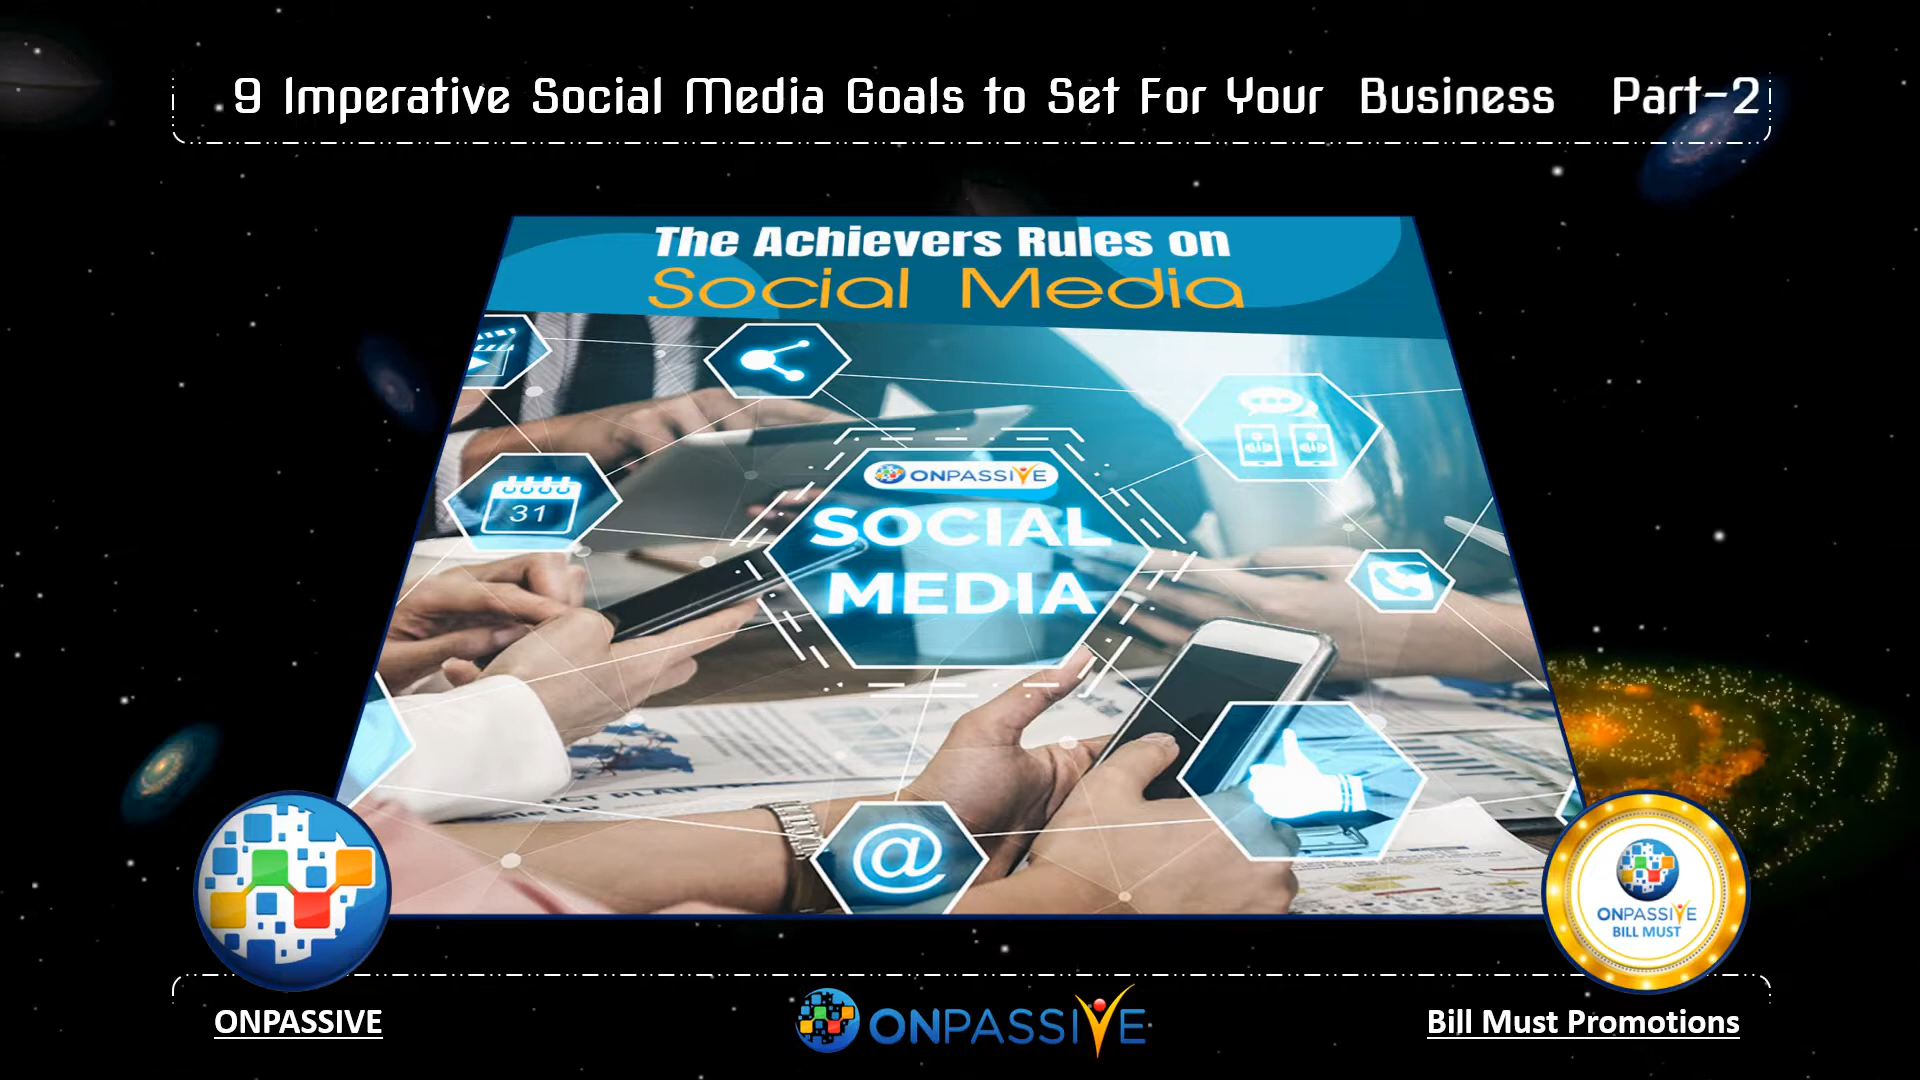 9 Imperative Social Media Goals to Set For Your Business Part-2
The Achievers Rules on
Social Media
31
ONPASSIVE
SOCIAL
MEDIA
@
ONPASSIVE
BILL MUST
ONPASSIVE
ONPASSIVE
Bill Must Promotions